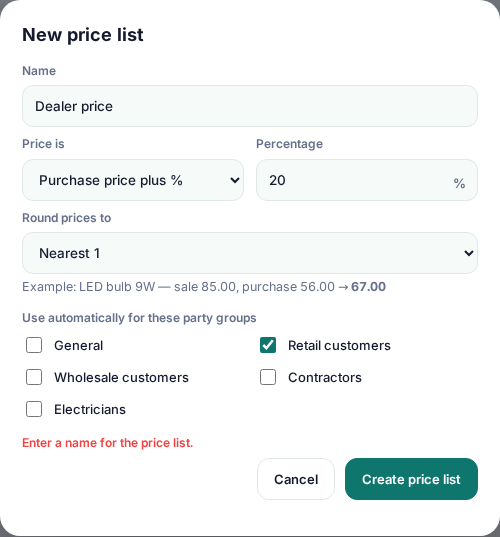 New price list
Name
Dealer price
Price is
Percentage
Purchase price plus %
20
%
Round prices to
Nearest 1
Example: LED bulb 9W — sale 85.00, purchase 56.00 → 67.00
Use automatically for these party groups
General
Retail customers
Wholesale customers
Contractors
Electricians
Enter a name for the price list.
Cancel
Create price list